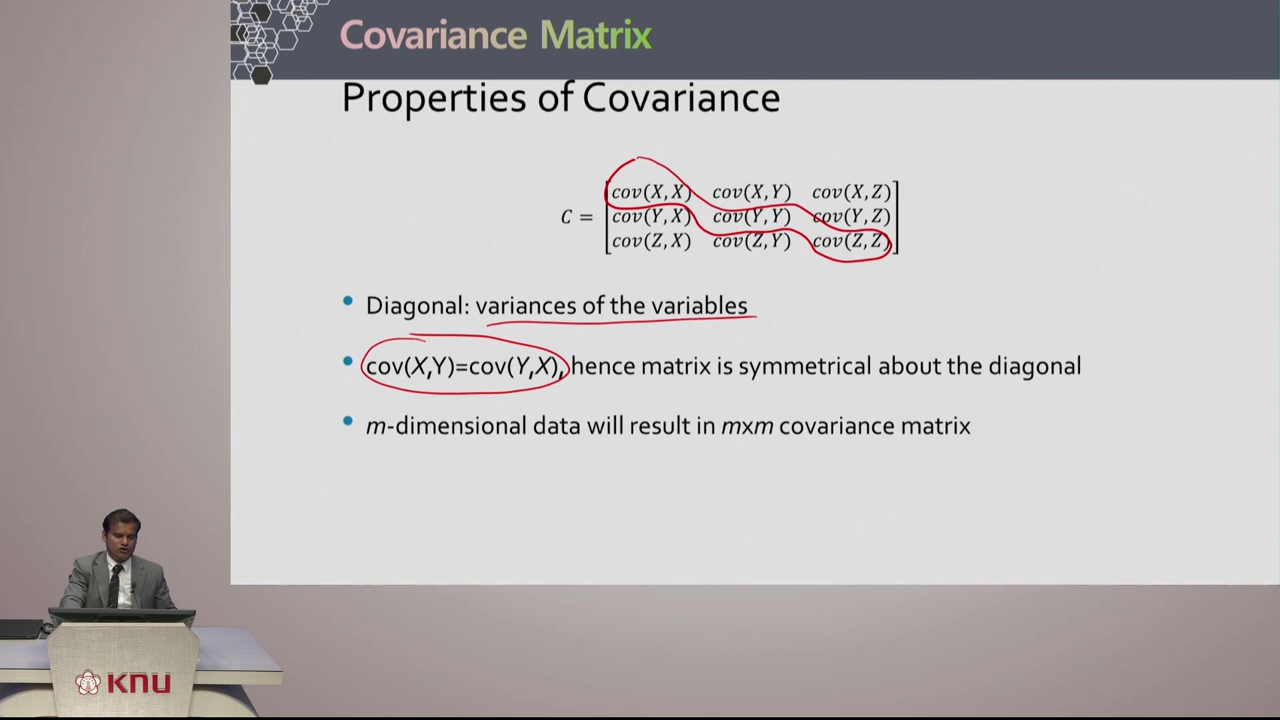 Covariance Matrix
Properties of Covariance
C = [cov(X,X) cov(X,Y) cov(X,Z)
cov(Y,X) cov(Y,Y) cov(Y,Z)
cov(Z,X) cov(Z,Y) cov(Z,Z)]
• Diagonal: variances of the variables
• cov(X,Y)=cov(Y,X), hence matrix is symmetrical about the diagonal
• m-dimensional data will result in mxm covariance matrix
KNU